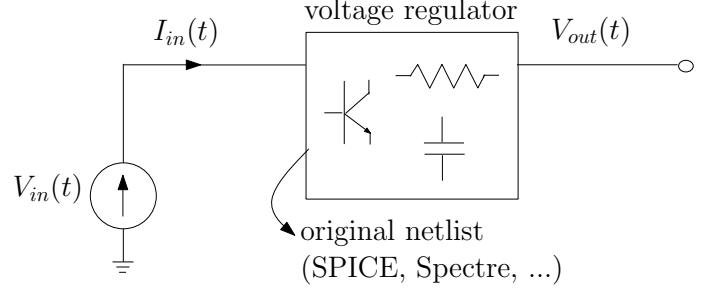 voltage regulator
I_in(t)
V_out(t)
V_in(t)
original netlist
(SPICE, Spectre, ...)